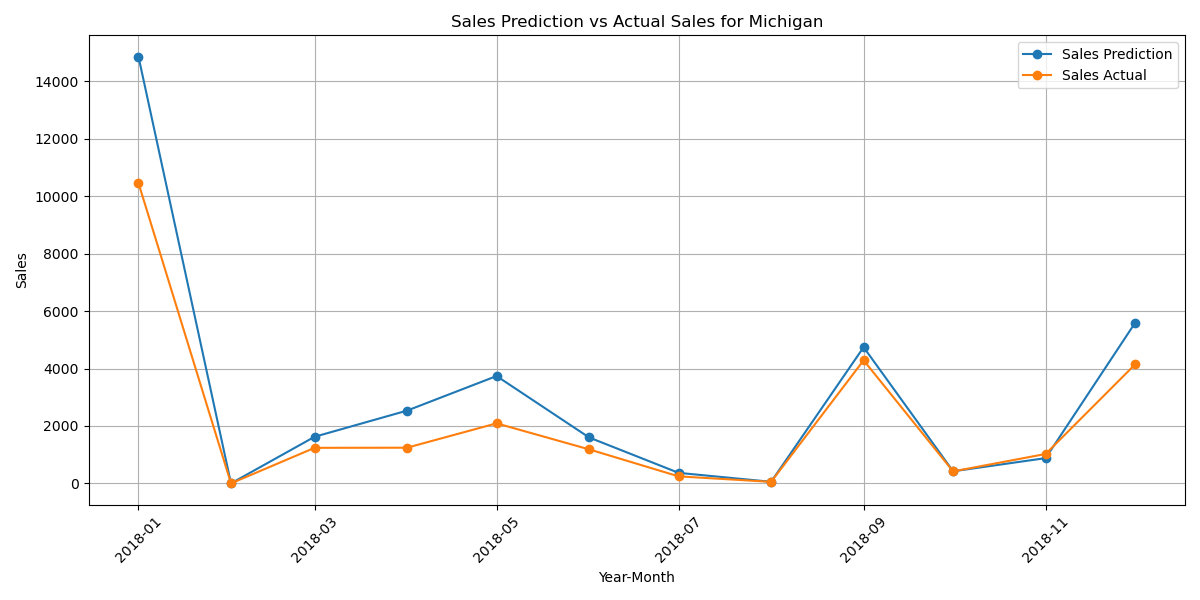 Sales Prediction vs Actual Sales for Michigan
Sales Prediction
Sales Actual
14000
12000
10000
8000
6000
4000
2000
0
Sales
2018-01
2018-03
2018-05
2018-07
2018-09
2018-11
Year-Month